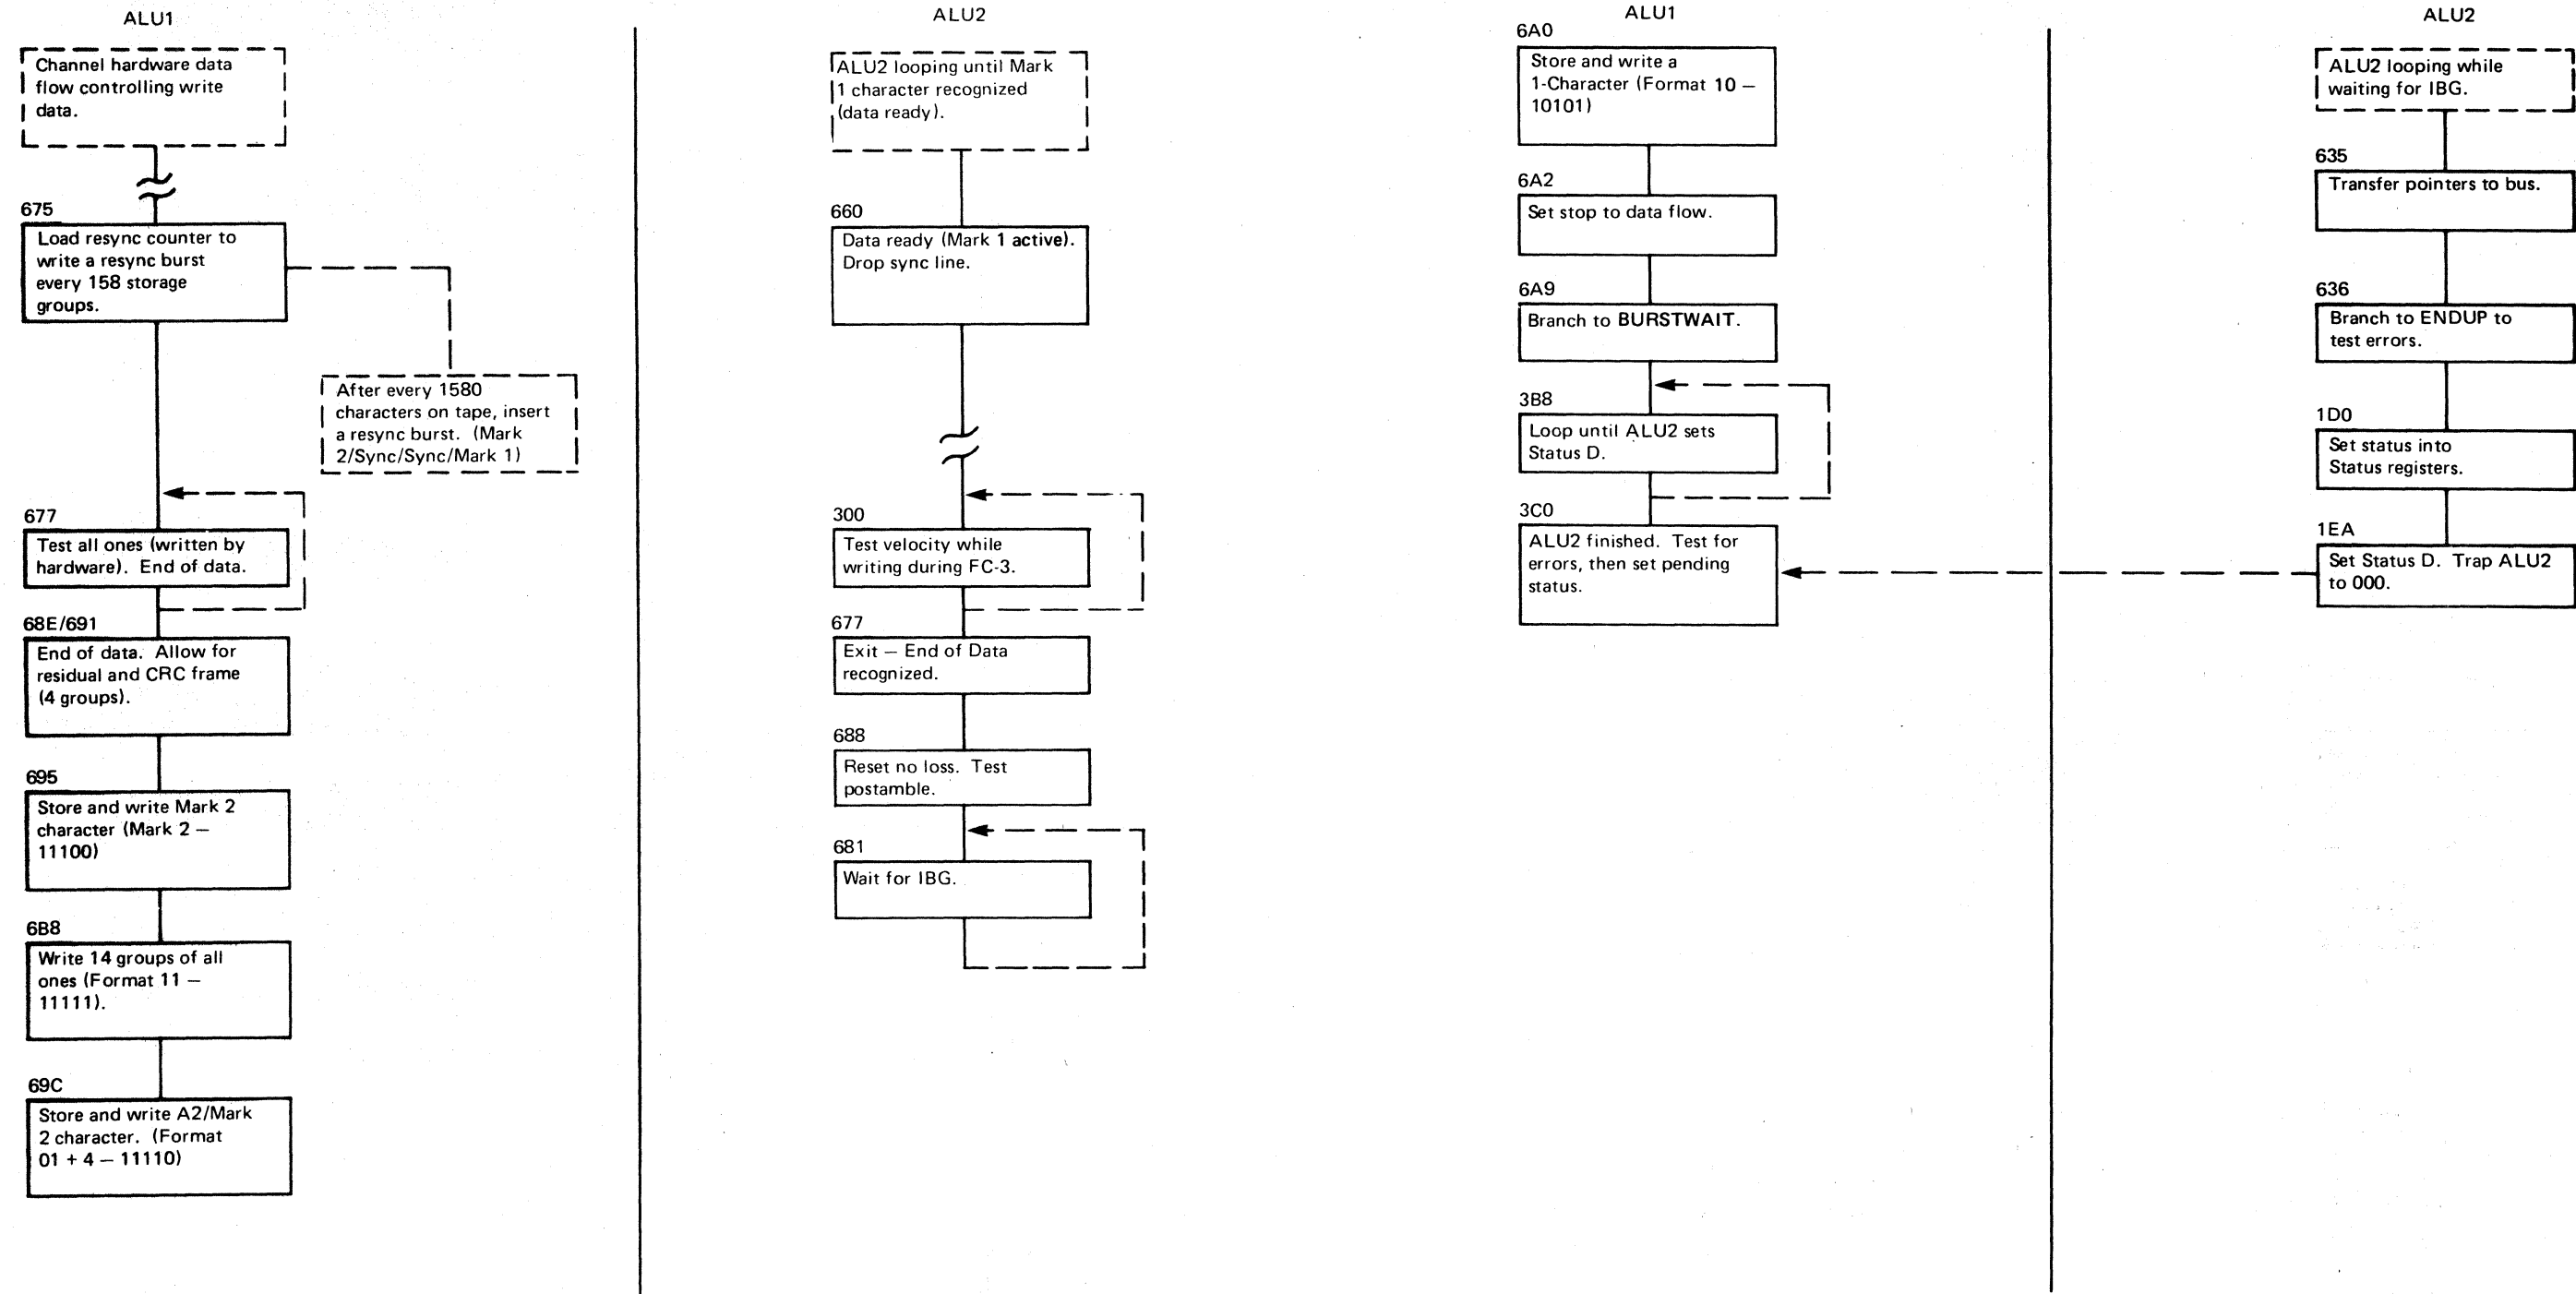 ALU1
Channel hardware data
flow controlling write
data.
675
Load resync counter to
write a resync burst
every 158 storage
groups.
After every 1580
characters on tape, insert
a resync burst. (Mark
2/Sync/Sync/Mark 1)
677
Test all ones (written by
hardware). End of data.
68E/691
End of data. Allow for
residual and CRC frame
(4 groups).
695
Store and write Mark 2
character (Mark 2 —
11100)
6B8
Write 14 groups of all
ones (Format 11 —
11111).
69C
Store and write A2/Mark
2 character. (Format
01 + 4 — 11110)
ALU2
ALU2 looping until Mark
1 character recognized
(data ready).
660
Data ready (Mark 1 active).
Drop sync line.
300
Test velocity while
writing during FC-3.
677
Exit — End of Data
recognized.
688
Reset no loss. Test
postamble.
681
Wait for IBG.
ALU1
6A0
Store and write a
1-Character (Format 10 —
10101)
6A2
Set stop to data flow.
6A9
Branch to BURSTWAIT.
3B8
Loop until ALU2 sets
Status D.
3C0
ALU2 finished. Test for
errors, then set pending
status.
ALU2
ALU2 looping while
waiting for IBG.
635
Transfer pointers to bus.
636
Branch to ENDUP to
test errors.
1D0
Set status into
Status registers.
1EA
Set Status D. Trap ALU2
to 000.